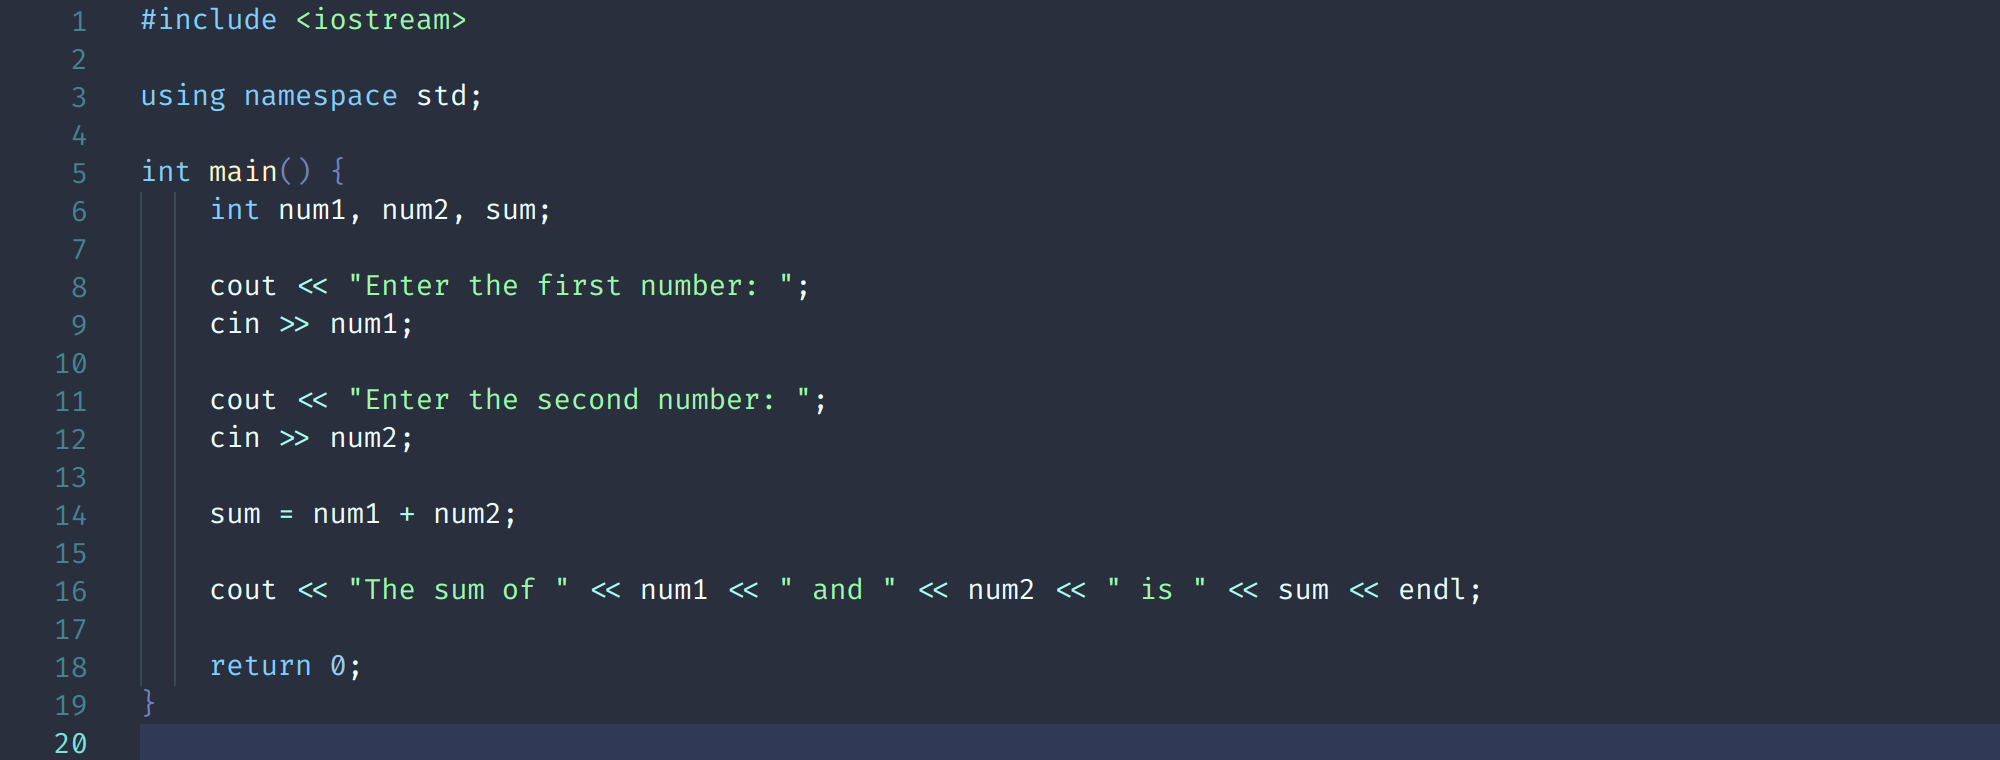 1 #include <iostream>
2
3 using namespace std;
4
5 int main() {
6     int num1, num2, sum;
7
8     cout << "Enter the first number: ";
9     cin >> num1;
10
11     cout << "Enter the second number: ";
12     cin >> num2;
13
14     sum = num1 + num2;
15
16     cout << "The sum of " << num1 << " and " << num2 << " is " << sum << endl;
17
18     return 0;
19 }
20